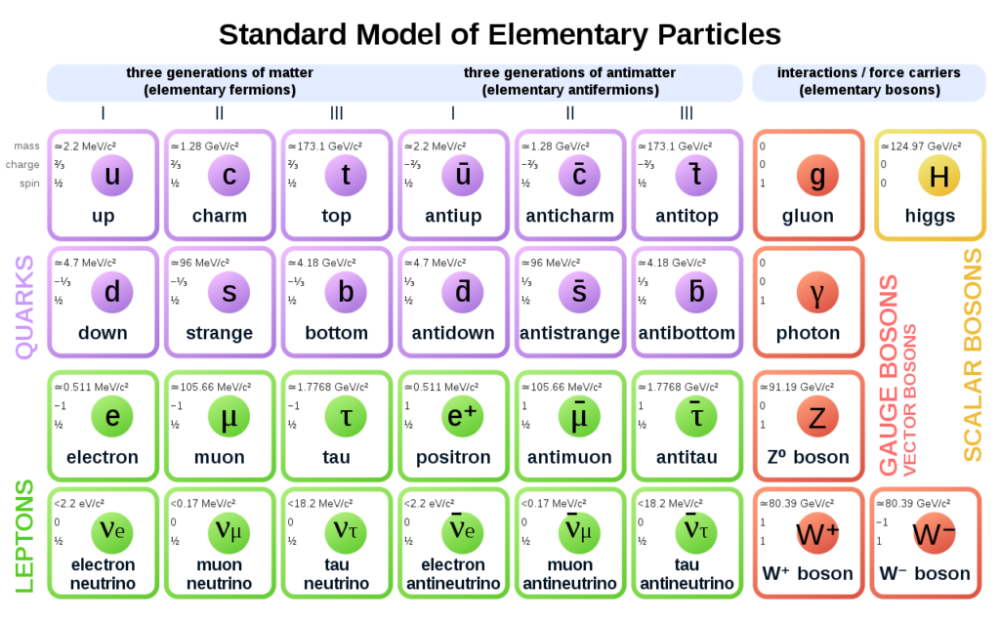 Standard Model of Elementary Particles
three generations of matter
(elementary fermions)
three generations of antimatter
(elementary antifermions)
interactions / force carriers
(elementary bosons)
I II III I II III
mass
charge
spin
≃2.2 MeV/c²
⅔
½
u
up
≃1.28 GeV/c²
⅔
½
c
charm
≃173.1 GeV/c²
⅔
½
t
top
≃2.2 MeV/c²
−⅔
½
ū
antiup
≃1.28 GeV/c²
−⅔
½
c̄
anticharm
≃173.1 GeV/c²
−⅔
½
t̄
antitop
0
0
1
g
gluon
≃124.97 GeV/c²
0
0
H
higgs
QUARKS
≃4.7 MeV/c²
−⅓
½
d
down
≃96 MeV/c²
−⅓
½
s
strange
≃4.18 GeV/c²
−⅓
½
b
bottom
≃4.7 MeV/c²
⅓
½
d̄
antidown
≃96 MeV/c²
⅓
½
s̄
antistrange
≃4.18 GeV/c²
⅓
½
b̄
antibottom
0
0
1
γ
photon
GAUGE BOSONS
VECTOR BOSONS
SCALAR BOSONS
LEPTONS
≃0.511 MeV/c²
−1
½
e
electron
≃105.66 MeV/c²
−1
½
μ
muon
≃1.7768 GeV/c²
−1
½
τ
tau
≃0.511 MeV/c²
1
½
e⁺
positron
≃105.66 MeV/c²
1
½
μ̄
antimuon
≃1.7768 GeV/c²
1
½
τ̄
antitau
≃91.19 GeV/c²
0
1
Z
Z⁰ boson
<2.2 eV/c²
0
½
νe
electron
neutrino
<0.17 MeV/c²
0
½
νμ
muon
neutrino
<18.2 MeV/c²
0
½
ντ
tau
neutrino
<2.2 eV/c²
0
½
ν̄e
electron
antineutrino
<0.17 MeV/c²
0
½
ν̄μ
muon
antineutrino
<18.2 MeV/c²
0
½
ν̄τ
tau
antineutrino
≃80.39 GeV/c²
1
1
W⁺
W⁺ boson
≃80.39 GeV/c²
−1
1
W⁻
W⁻ boson